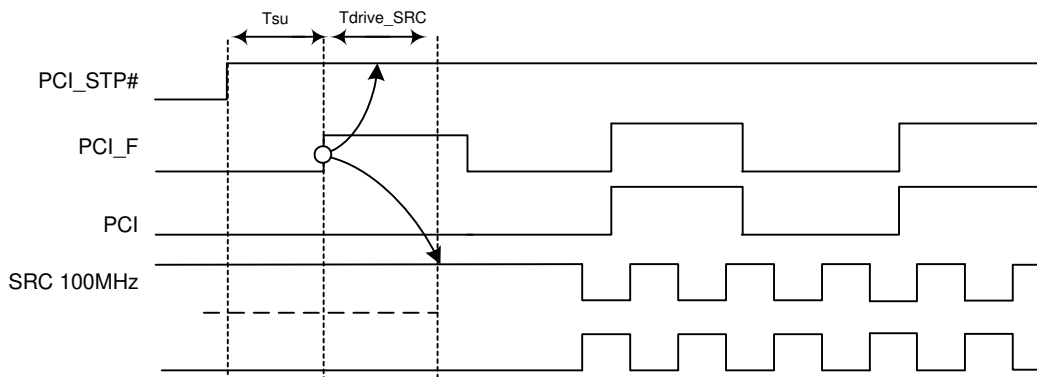 Tsu
Tdrive_SRC
PCI_STP#
PCI_F
PCI
SRC 100MHz